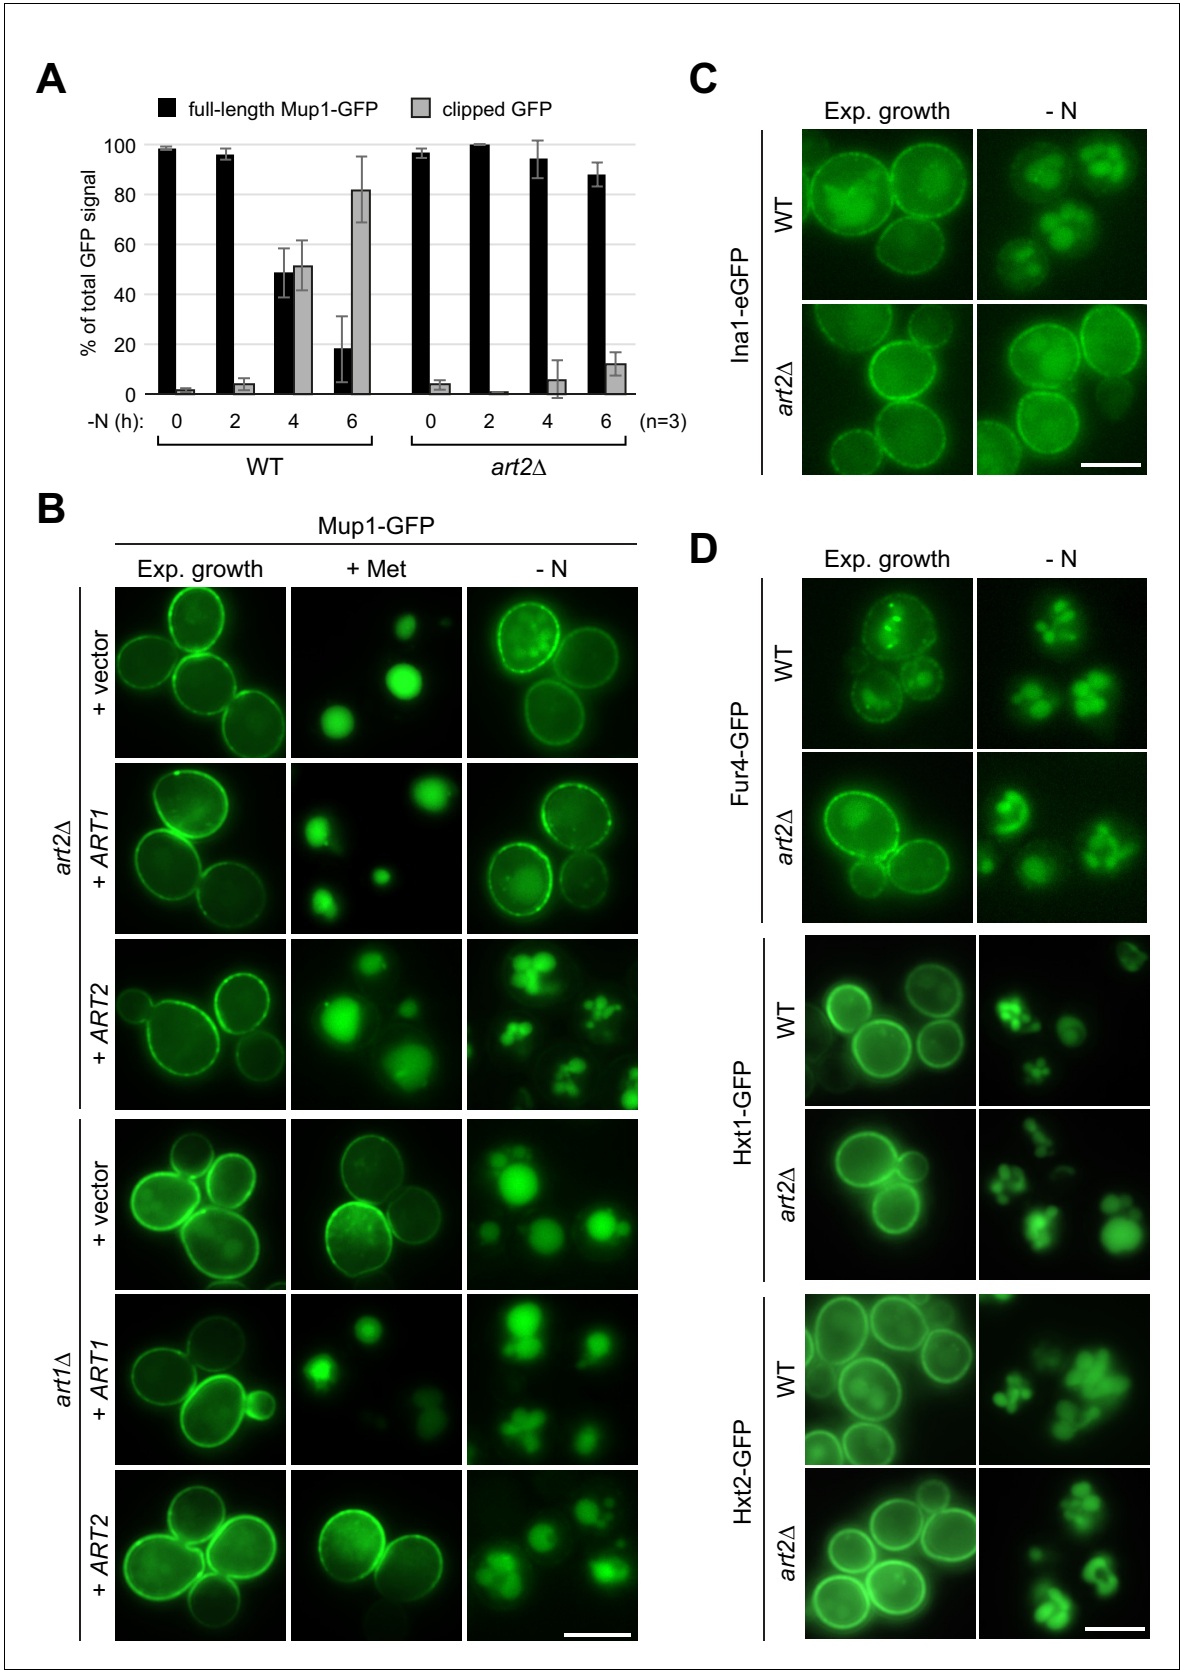 A
full-length Mup1-GFP
clipped GFP
% of total GFP signal
100
80
60
40
20
0
-N (h):
0
2
4
6
0
2
4
6
(n=3)
WT
art2Δ
B
Mup1-GFP
Exp. growth
+ Met
- N
art2Δ
+ vector
+ ART1
+ ART2
art1Δ
+ vector
+ ART1
+ ART2
C
Exp. growth
- N
Ina1-eGFP
WT
art2Δ
D
Exp. growth
- N
Fur4-GFP
WT
art2Δ
Hxt1-GFP
WT
art2Δ
Hxt2-GFP
WT
art2Δ